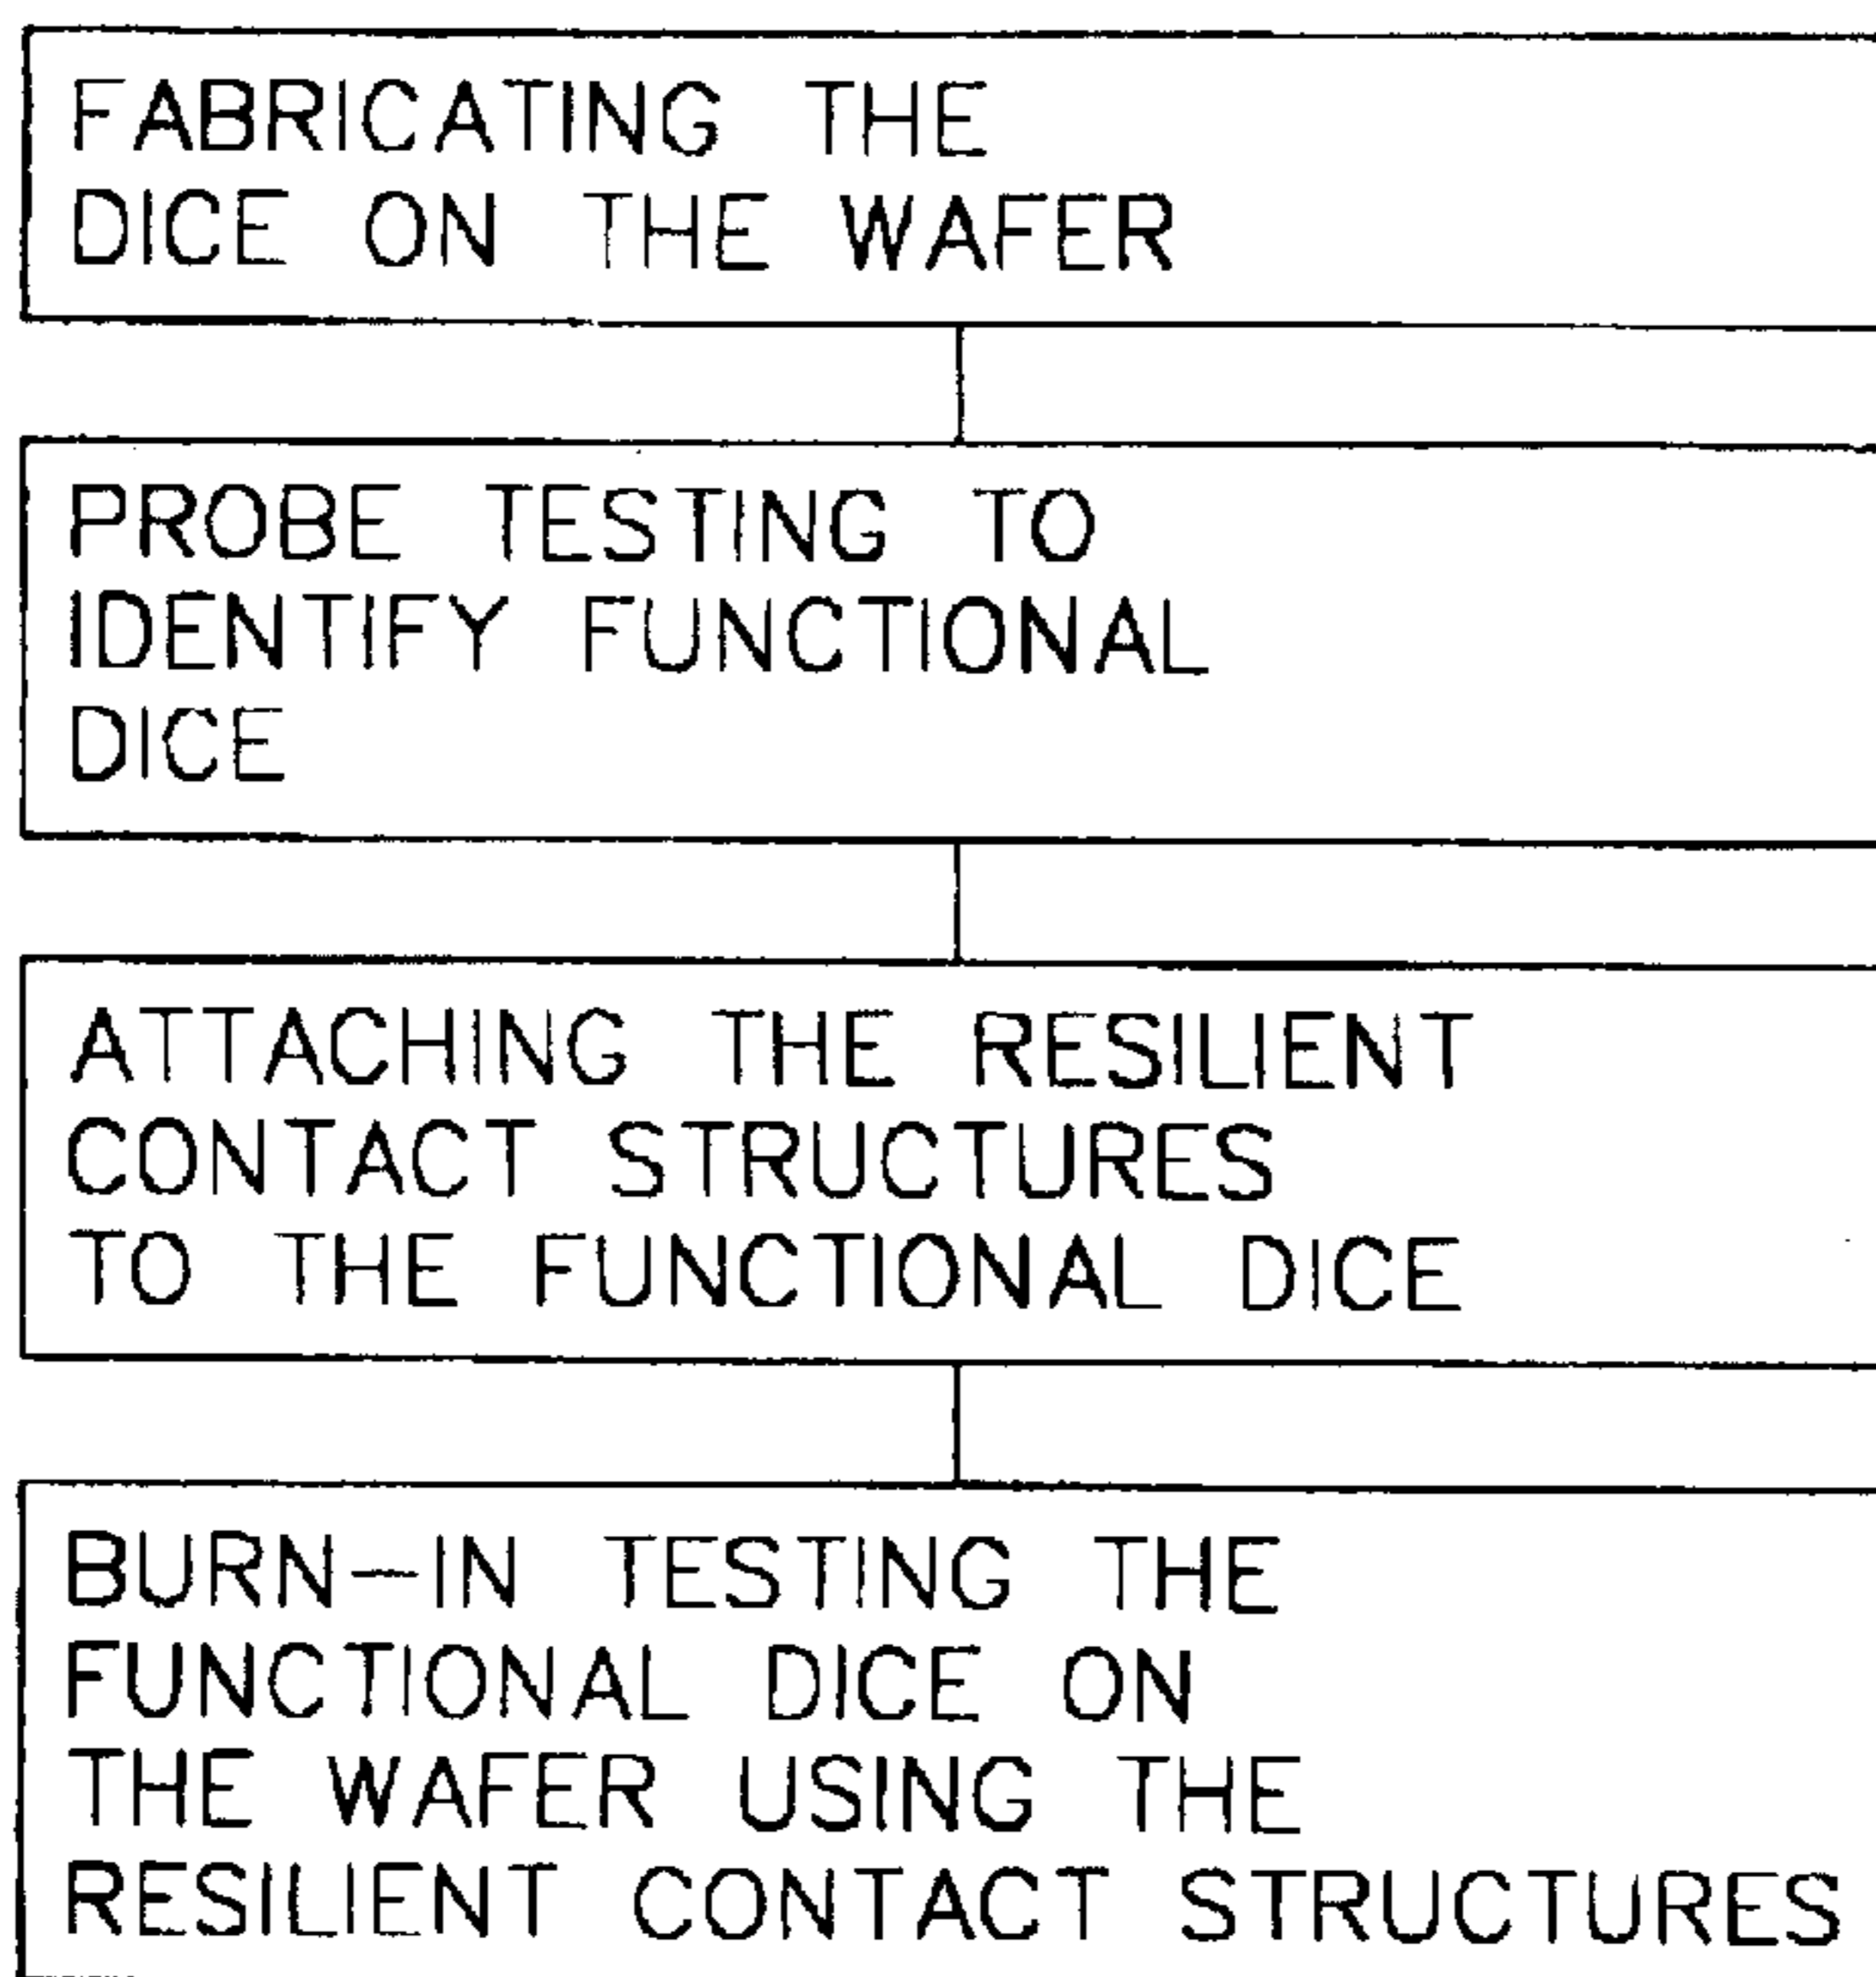 FABRICATING THE
DICE ON THE WAFER
PROBE TESTING TO
IDENTIFY FUNCTIONAL
DICE
ATTACHING THE RESILIENT
CONTACT STRUCTURES
TO THE FUNCTIONAL DICE
BURN-IN TESTING THE
FUNCTIONAL DICE ON
THE WAFER USING THE
RESILIENT CONTACT STRUCTURES